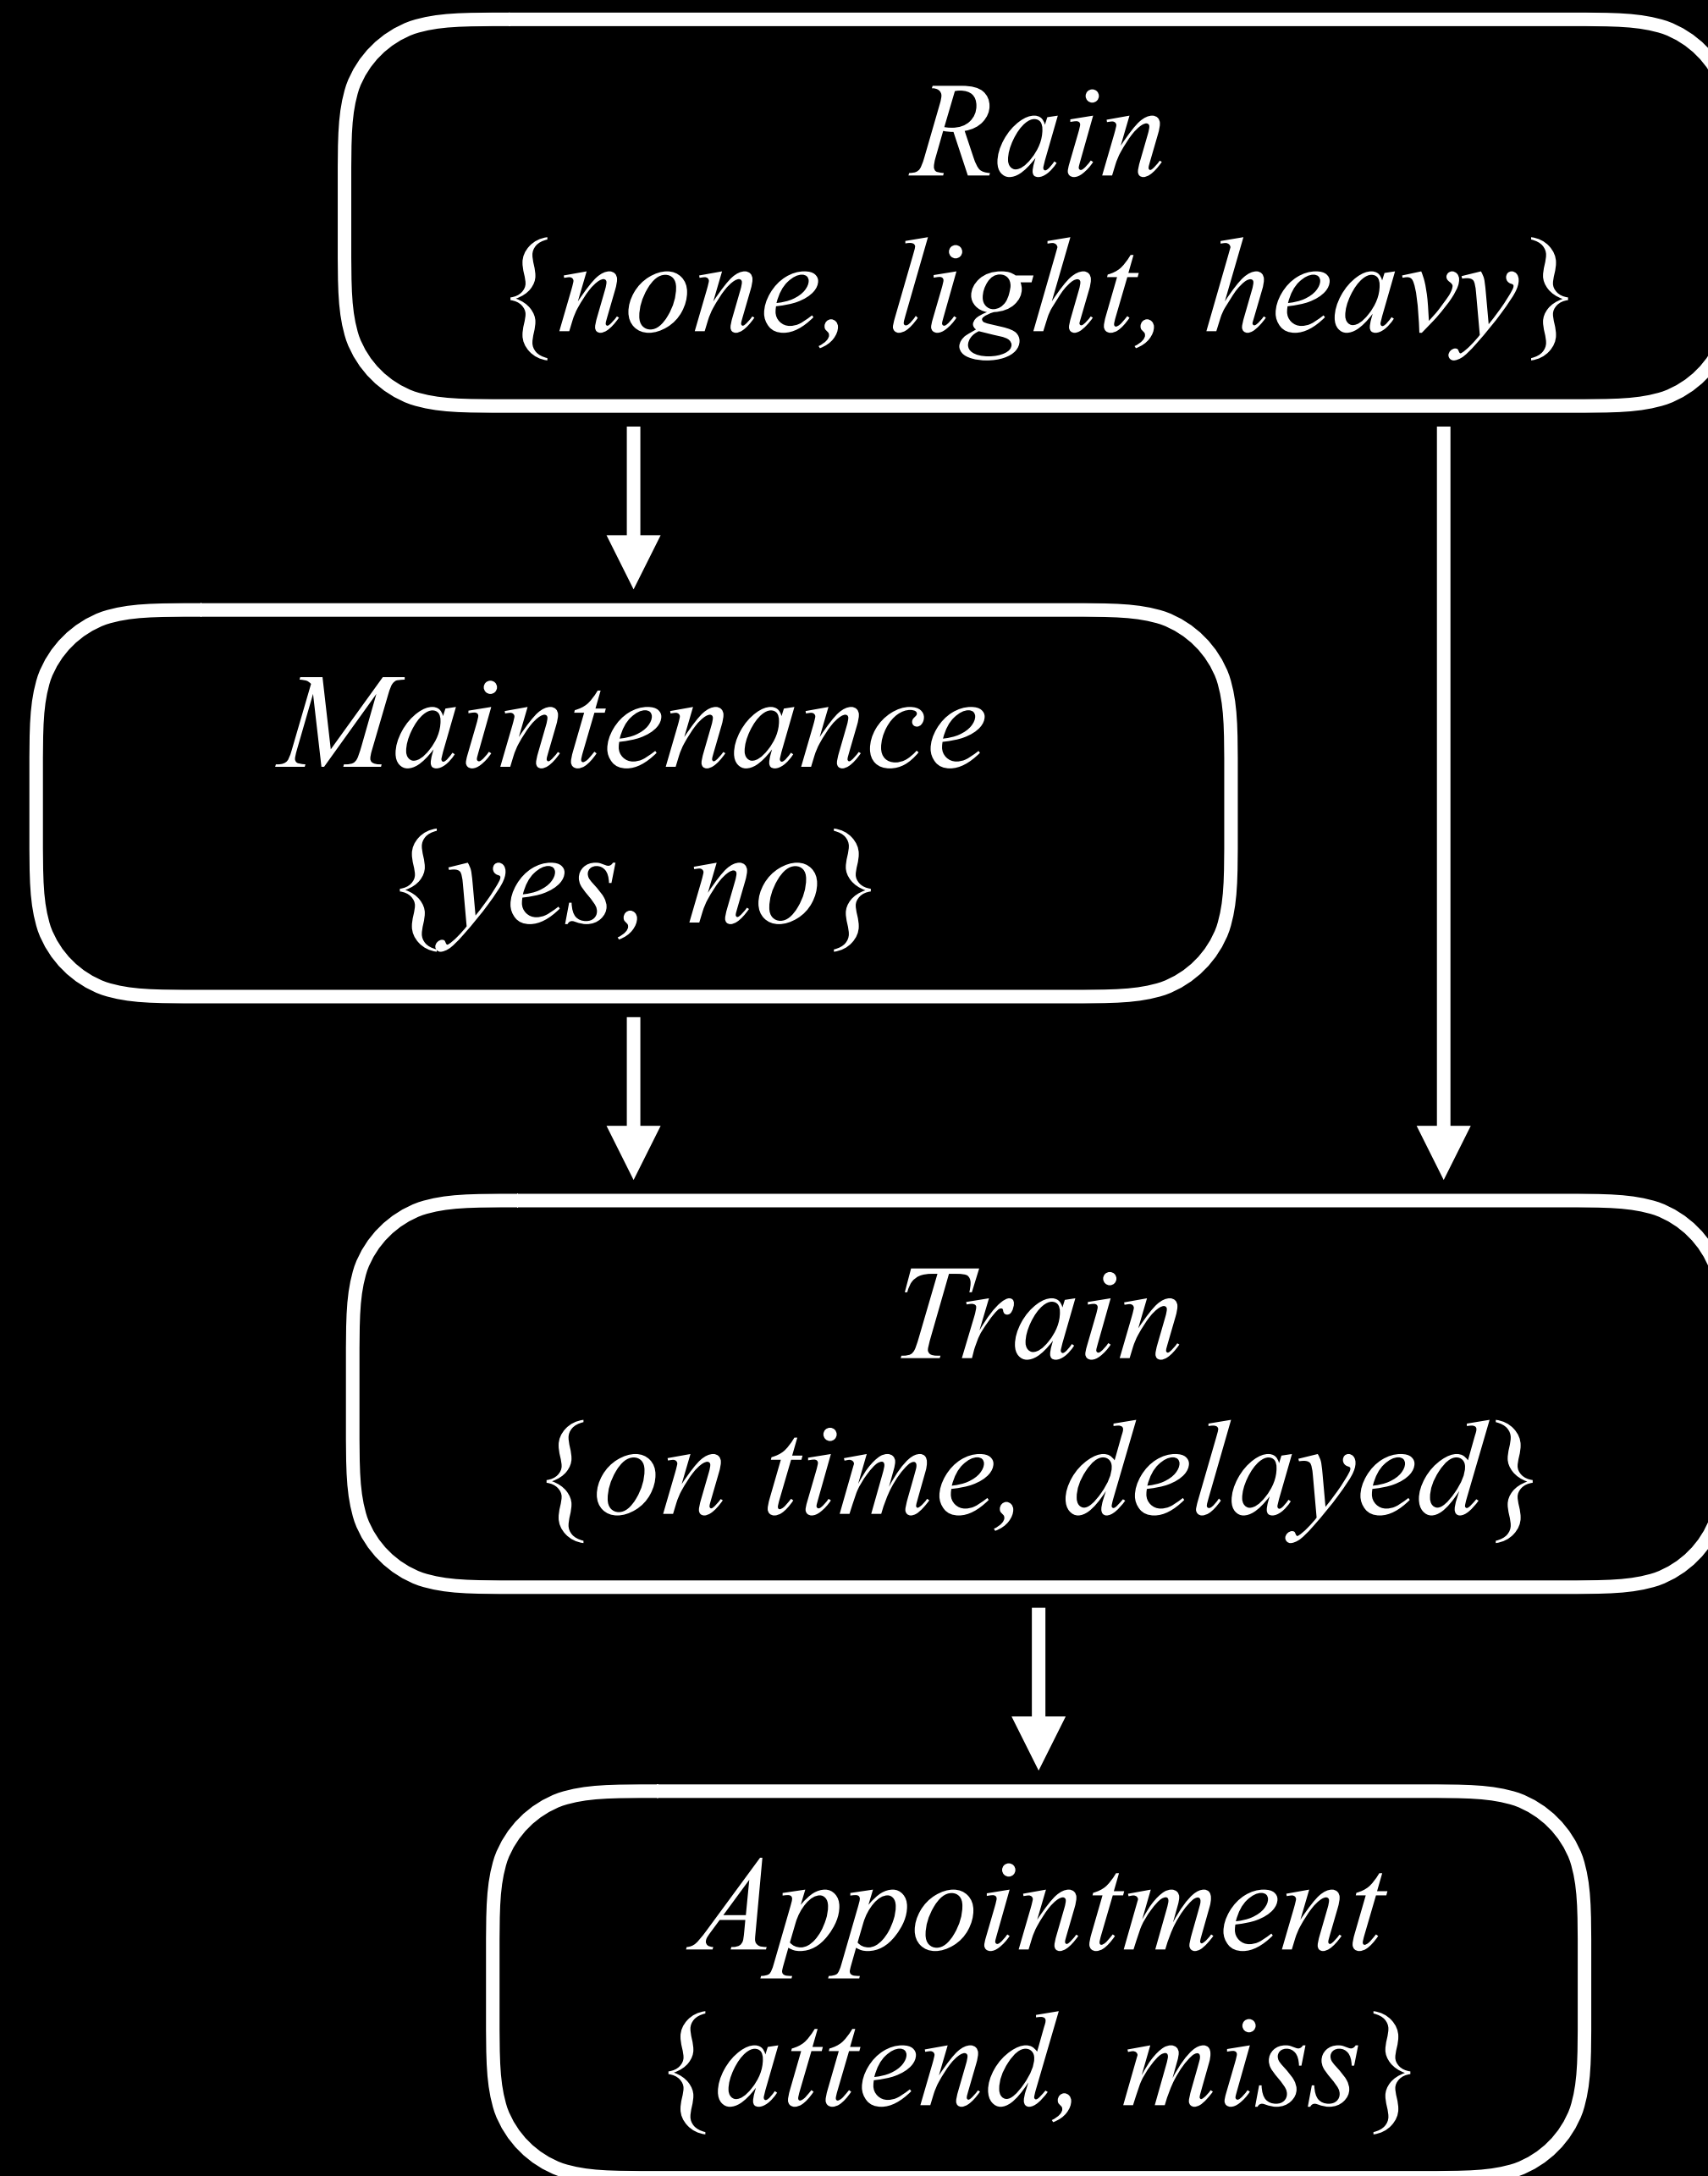 Rain
{none, light, heavy}
Maintenance
{yes, no}
Train
{on time, delayed}
Appointment
{attend, miss}